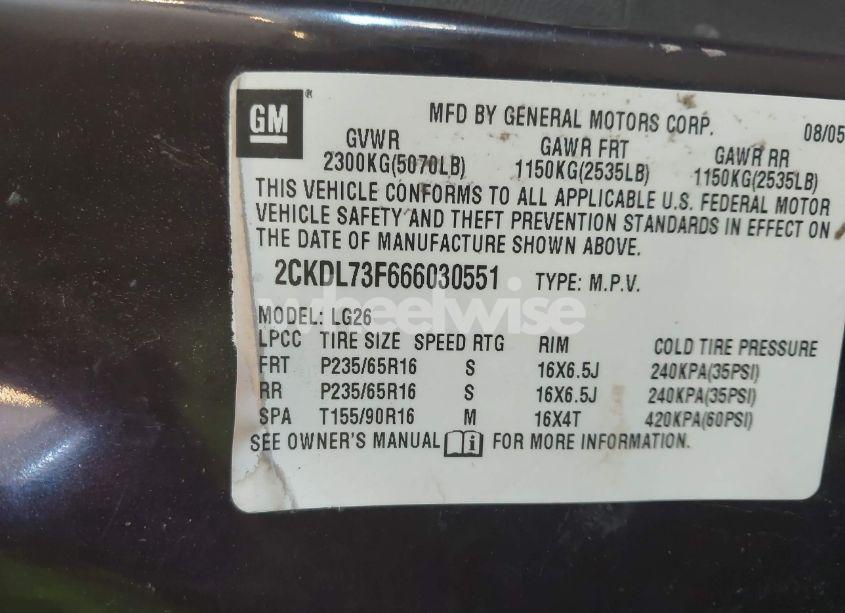 GM ®
MFD BY GENERAL MOTORS CORP. 08/05
GVWR GAWR FRT GAWR RR
2300KG(5070LB) 1150KG(2535LB) 1150KG(2535LB)
THIS VEHICLE CONFORMS TO ALL APPLICABLE U.S. FEDERAL MOTOR
VEHICLE SAFETY AND THEFT PREVENTION STANDARDS IN EFFECT ON
THE DATE OF MANUFACTURE SHOWN ABOVE.
2CKDL73F666030551 TYPE: M.P.V.
wheelwise
MODEL: LG26
LPCC TIRE SIZE SPEED RTG RIM COLD TIRE PRESSURE
FRT P235/65R16 S 16X6.5J 240KPA(35PSI)
RR P235/65R16 S 16X6.5J 240KPA(35PSI)
SPA T155/90R16 M 16X4T 420KPA(60PSI)
SEE OWNER'S MANUAL FOR MORE INFORMATION.